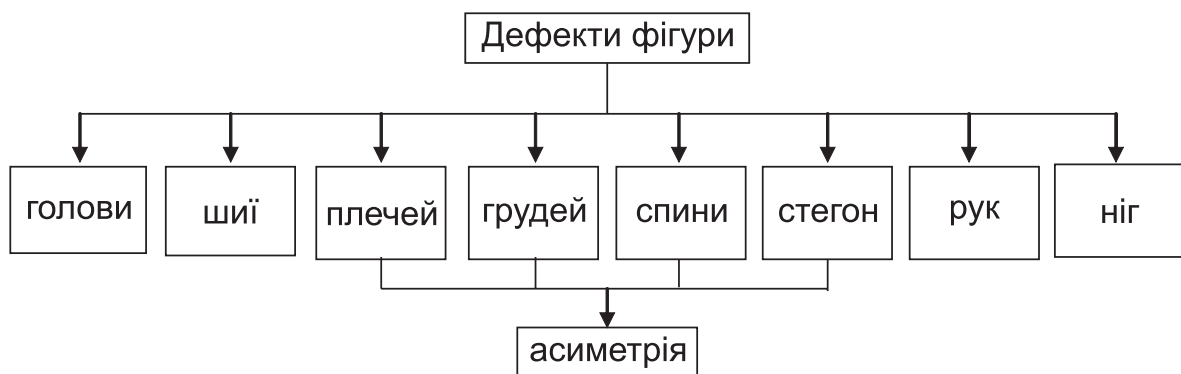 Дефекти фігури
голови
шиї
плечей
грудей
спини
стегон
рук
ніг
асиметрія